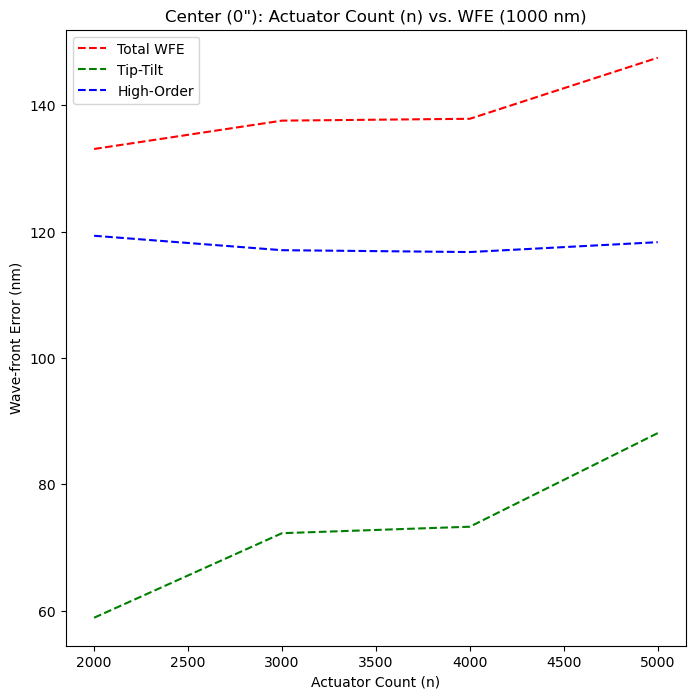 Center (0"): Actuator Count (n) vs. WFE (1000 nm)
Total WFE
Tip-Tilt
High-Order
Wave-front Error (nm)
140
120
100
80
60
2000 2500 3000 3500 4000 4500 5000
Actuator Count (n)